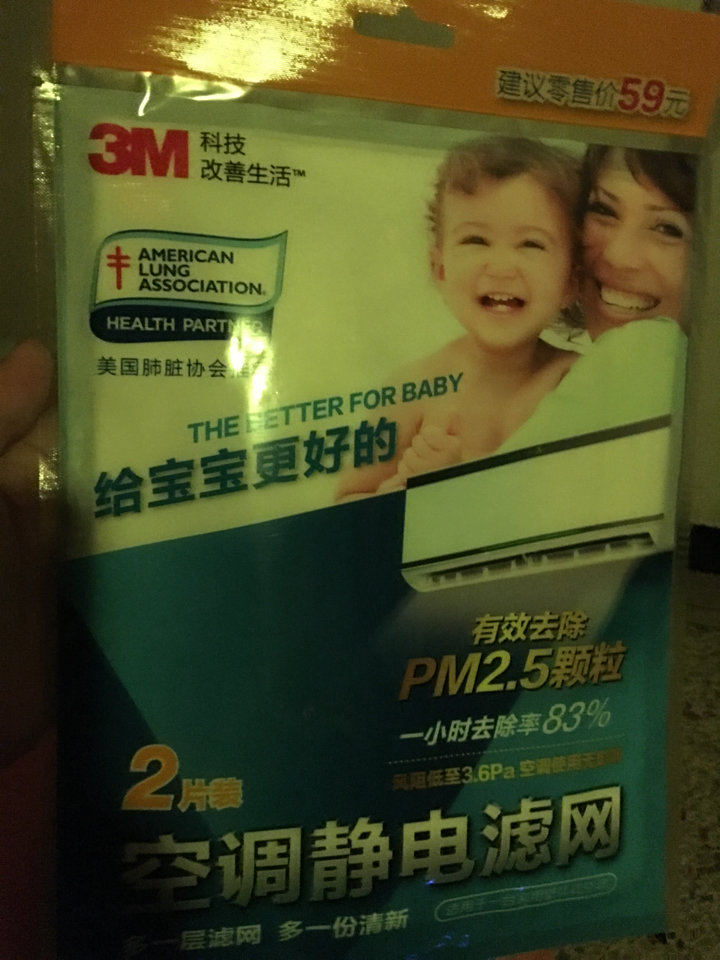 建议零售价59元
3M 科技
改善生活™
AMERICAN
LUNG
ASSOCIATION®
HEALTH PARTNER
美国肺脏协会
THE BETTER FOR BABY
给宝宝更好的
有效去除
PM2.5颗粒
一小时去除率83%
风阻低至3.6Pa 空调使用无
2片装
空调静电滤网
多一层滤网 多一份清新